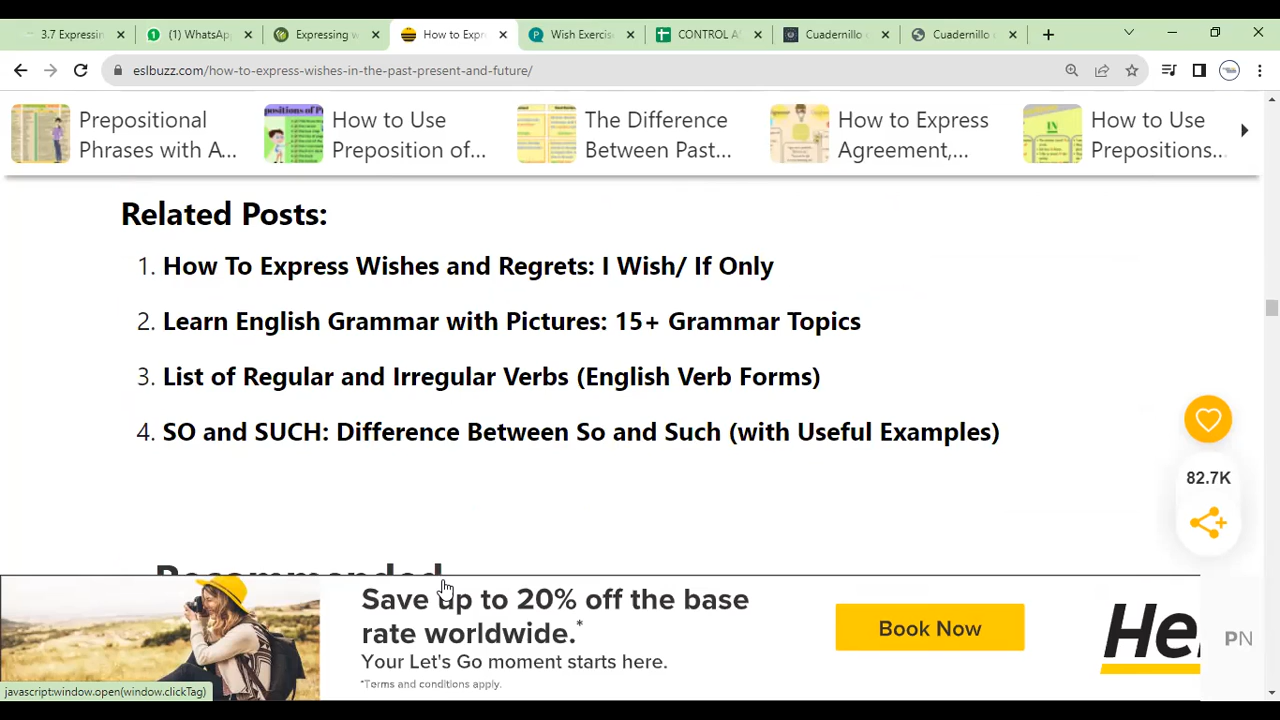 3.7 Expressin
(1) WhatsAp
Expressing w
How to Expr
Wish Exercis
CONTROL A
Cuadernillo
Cuadernillo
eslbuzz.com/how-to-express-wishes-in-the-past-present-and-future/
Prepositional
Phrases with A...
How to Use
Preposition of...
The Difference
Between Past...
How to Express
Agreement,...
How to Use
Prepositions...
Related Posts:
1. How To Express Wishes and Regrets: I Wish/ If Only
2. Learn English Grammar with Pictures: 15+ Grammar Topics
3. List of Regular and Irregular Verbs (English Verb Forms)
4. SO and SUCH: Difference Between So and Such (with Useful Examples)
82.7K
Recommended
Save up to 20% off the base
rate worldwide.*
Your Let's Go moment starts here.
*Terms and conditions apply.
Book Now
Her
PN
javascript:window.open(window.clickTag)